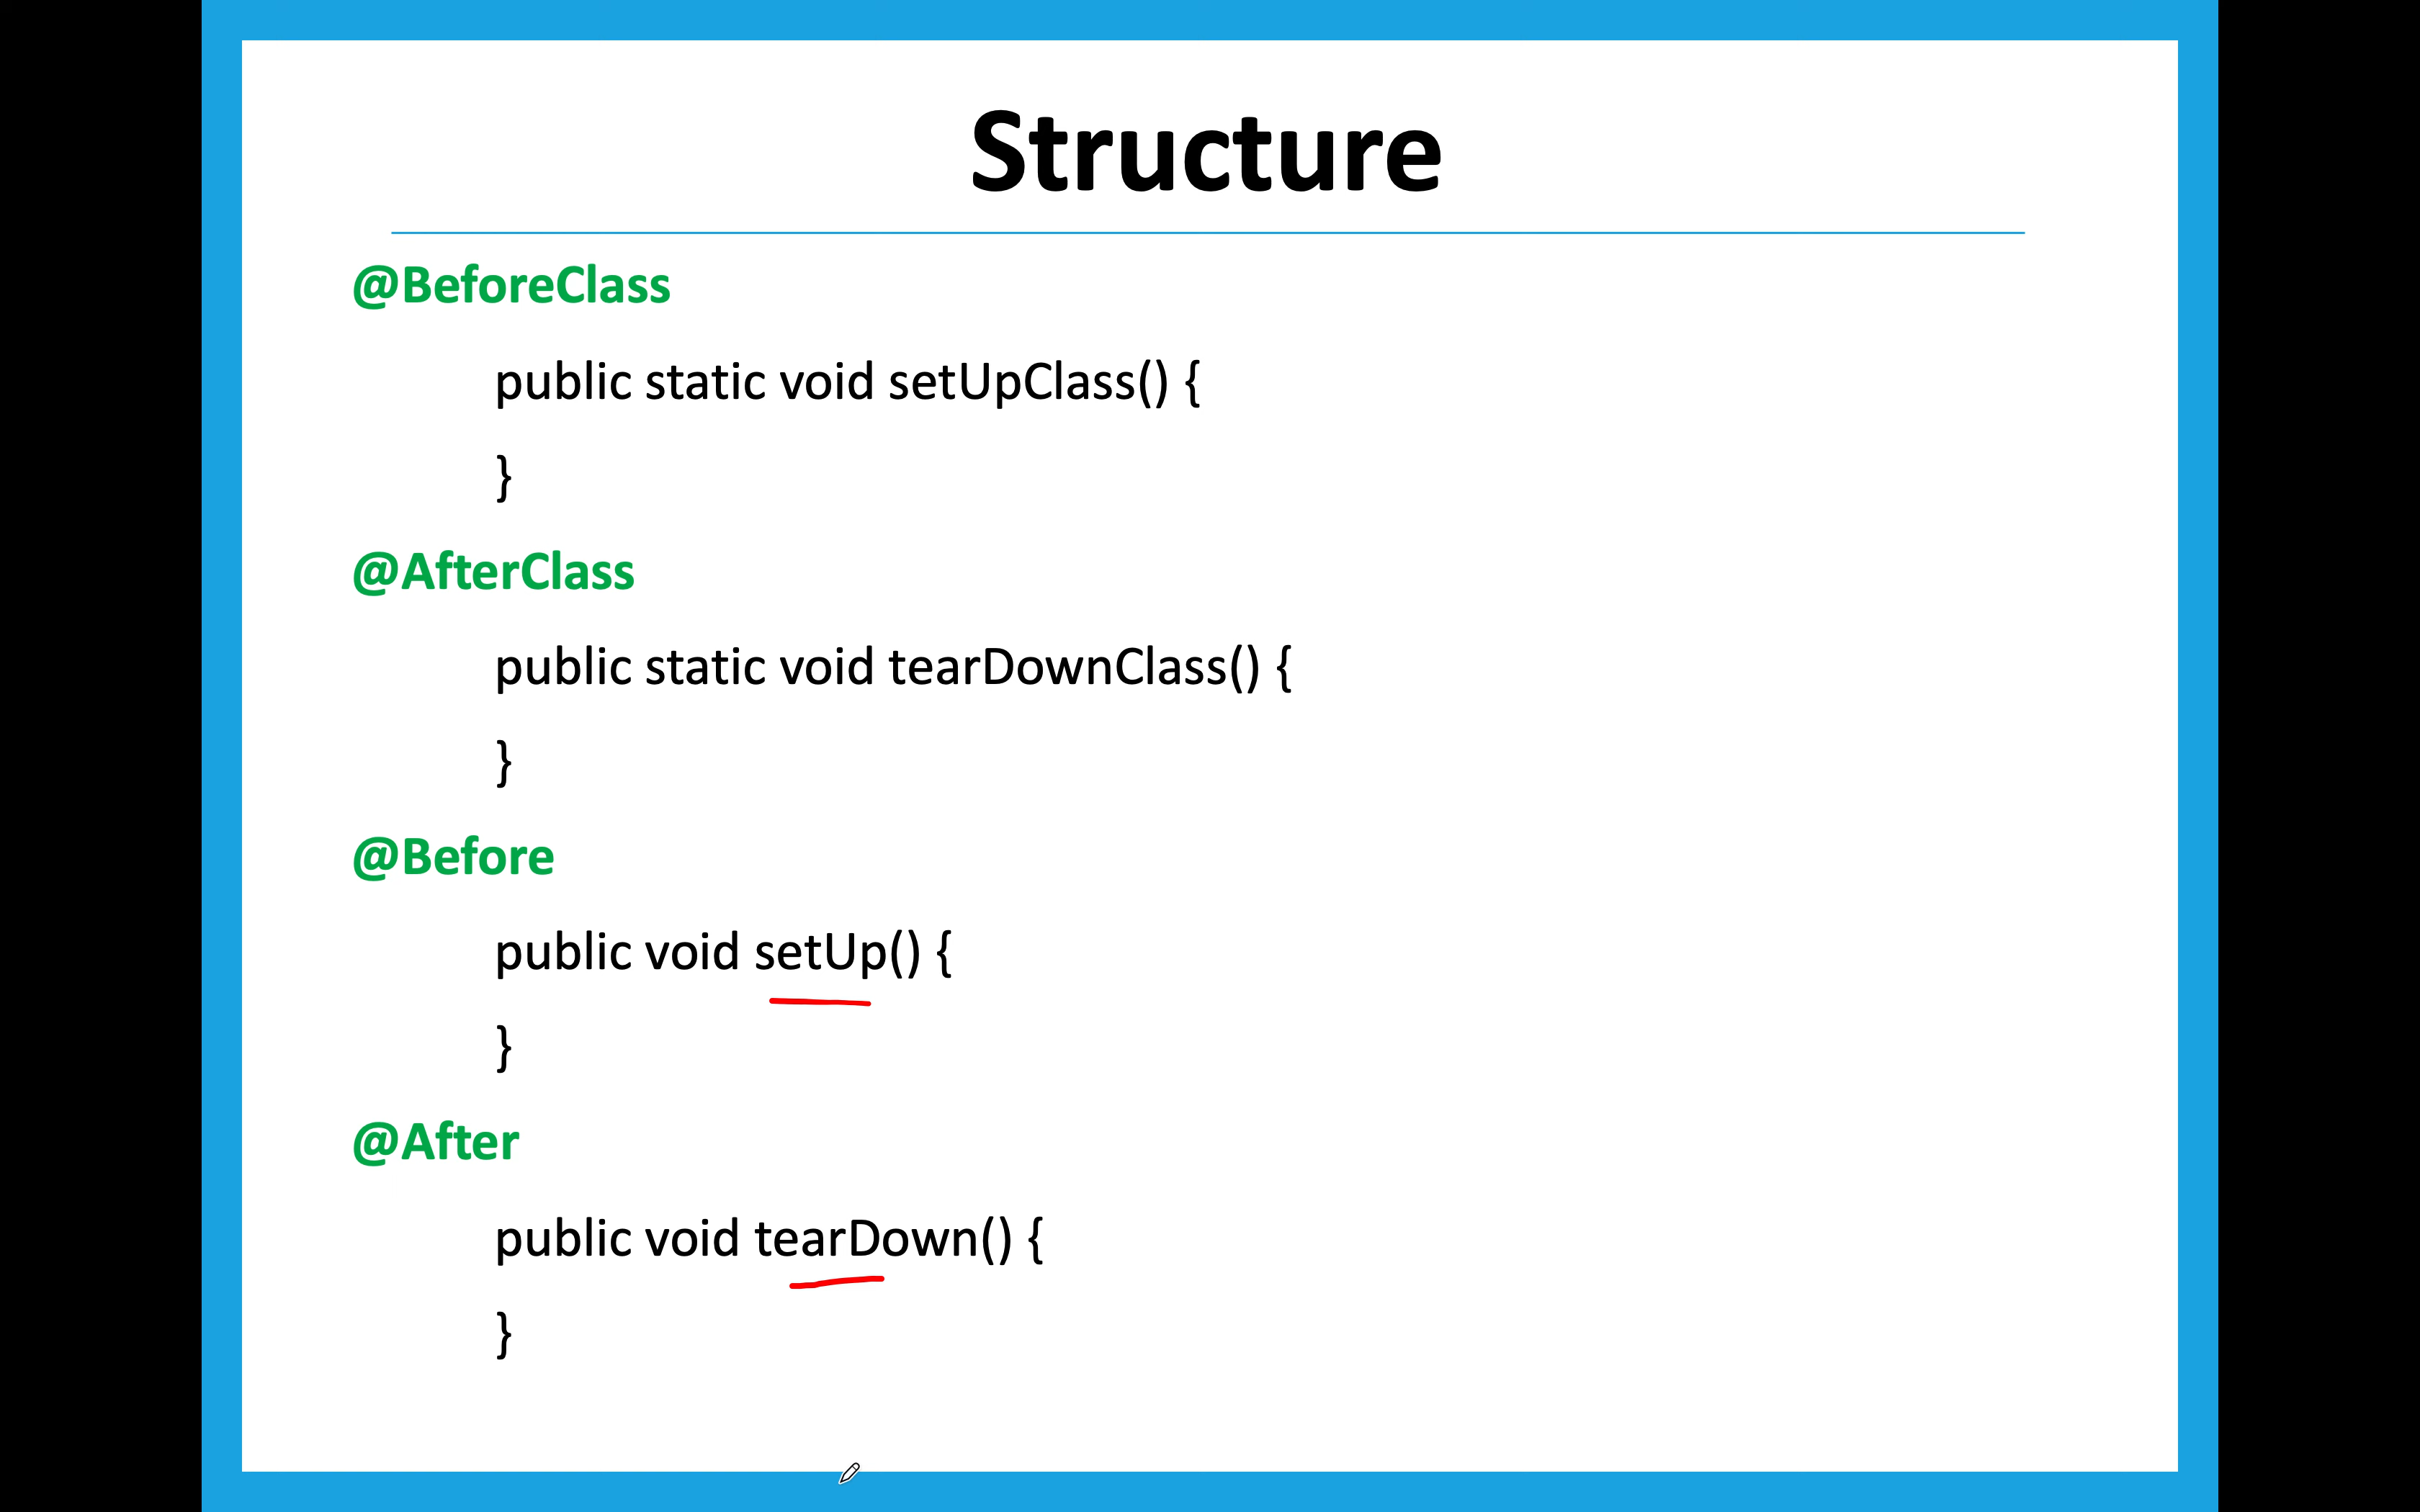 Structure
@BeforeClass
public static void setUpClass() {
}
@AfterClass
public static void tearDownClass() {
}
@Before
public void setUp() {
}
@After
public void tearDown() {
}